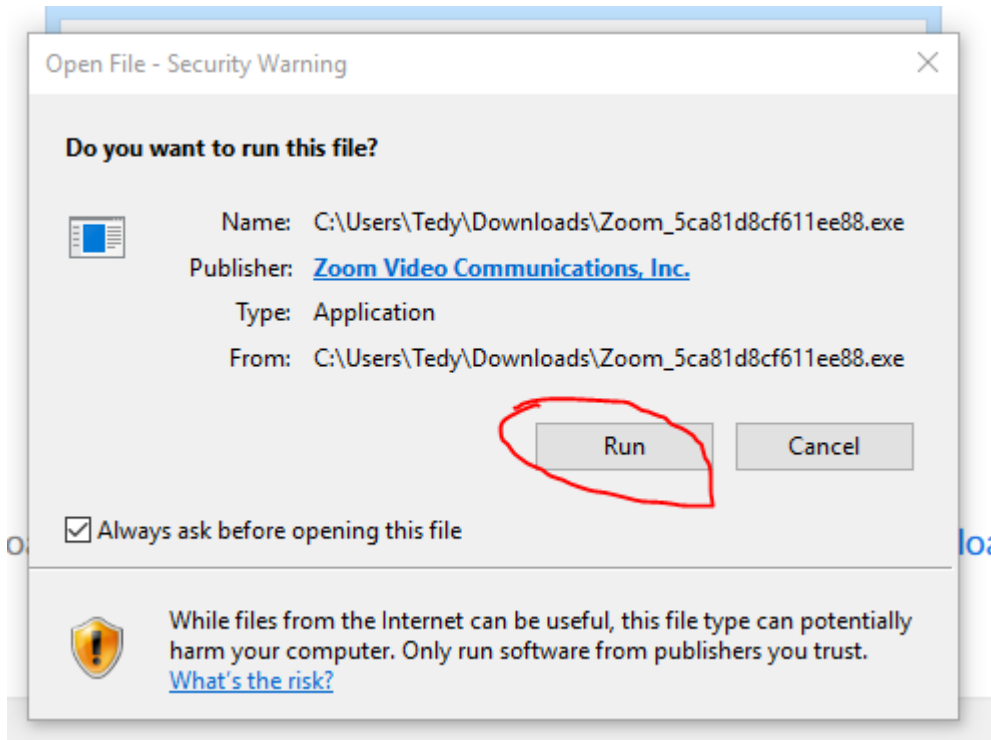 Open File - Security Warning
Do you want to run this file?
Name: C:\Users\Tedy\Downloads\Zoom_5ca81d8cf611ee88.exe
Publisher: Zoom Video Communications, Inc.
Type: Application
From: C:\Users\Tedy\Downloads\Zoom_5ca81d8cf611ee88.exe
Run Cancel
Always ask before opening this file
While files from the Internet can be useful, this file type can potentially
harm your computer. Only run software from publishers you trust.
What's the risk?